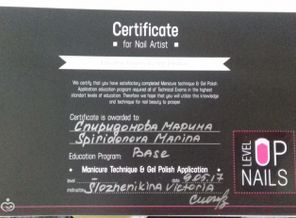 Certificate
for Nail Artist
We certify that you have satisfactory completed Manicure technique & Gel Polish
Application education program required all of Technical Exams in the highest
standard levels of education. Therefore we hope that you will utilize this knowledge
and technique for nail beauty to prosper.
Certificate is awarded to
Спиридонова Марина
Spiridonova Marina
Education Program: Base
Manicure Technique & Gel Polish Application
level — date 9.05.17
instructor Slozhenikina Victoria
LEVEL UP
NAILS